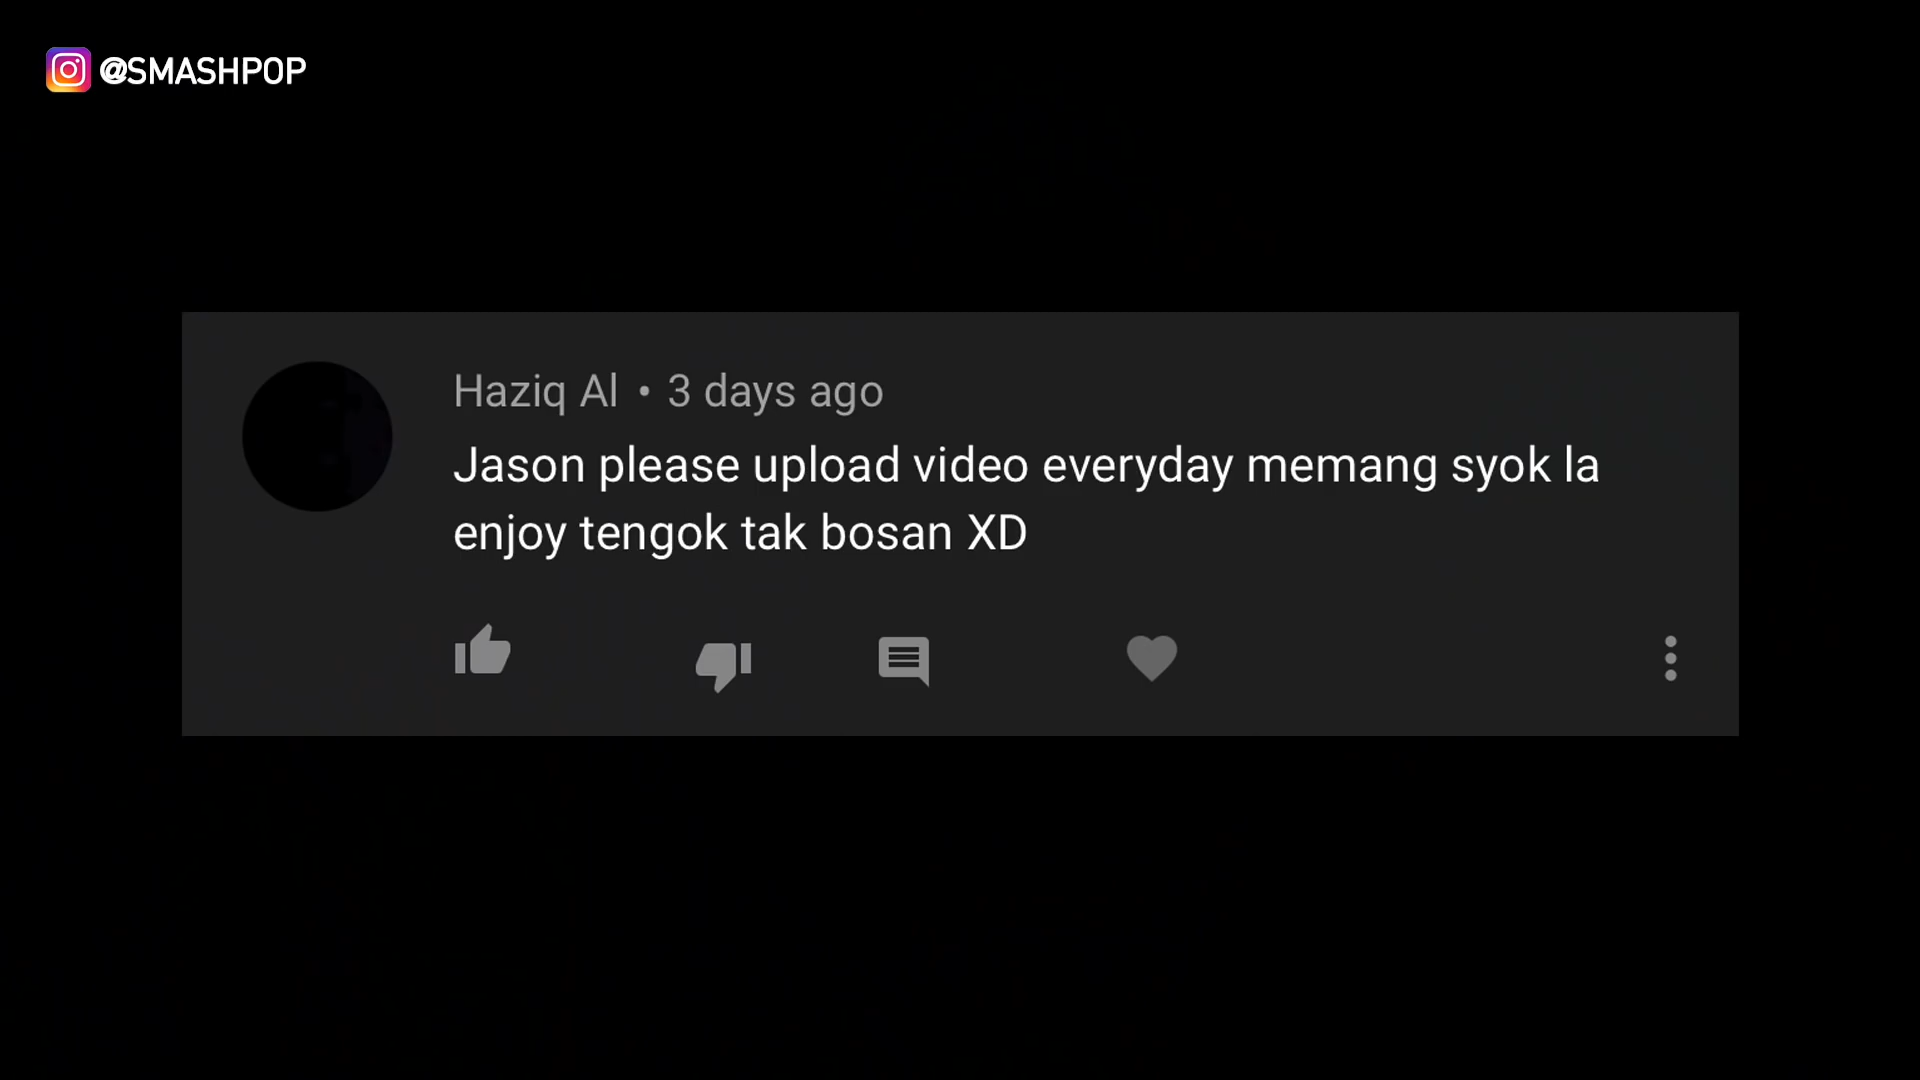 @SMASHPOP
Haziq Al • 3 days ago
Jason please upload video everyday memang syok la
enjoy tengok tak bosan XD